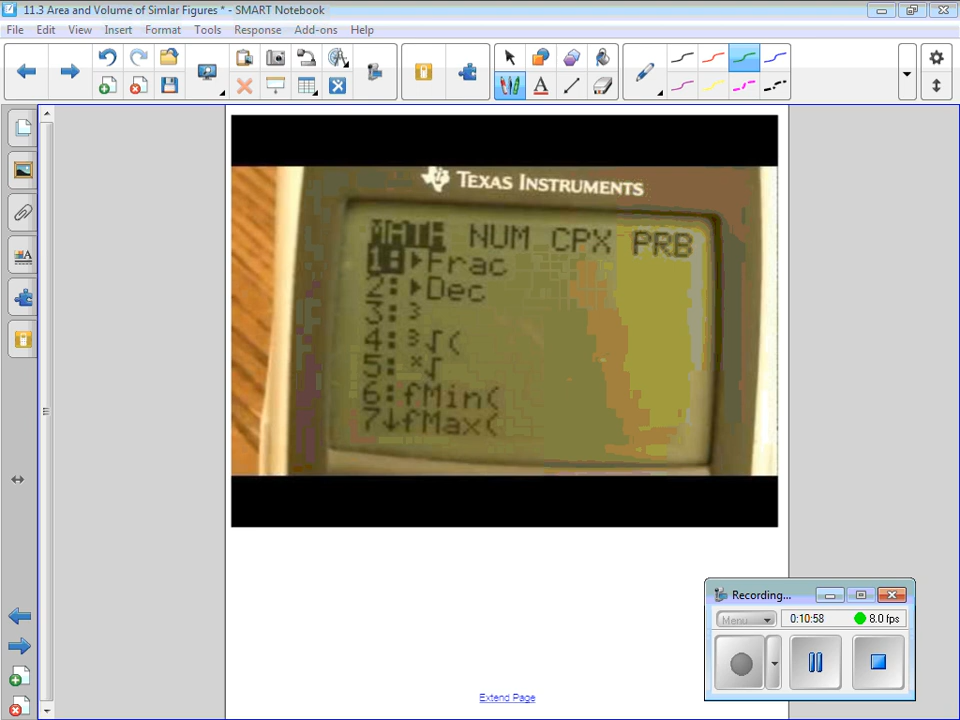 11.3 Area and Volume of Simlar Figures * - SMART Notebook
File Edit View Insert Format Tools Response Add-ons Help
TEXAS INSTRUMENTS
MATH NUM CPX PRB
1:▶Frac
2:▶Dec
3:³
4:³√(
5:ˣ√
6:fMin(
7↓fMax(
Recording...
Menu
0:10:58
8.0 fps
Extend Page